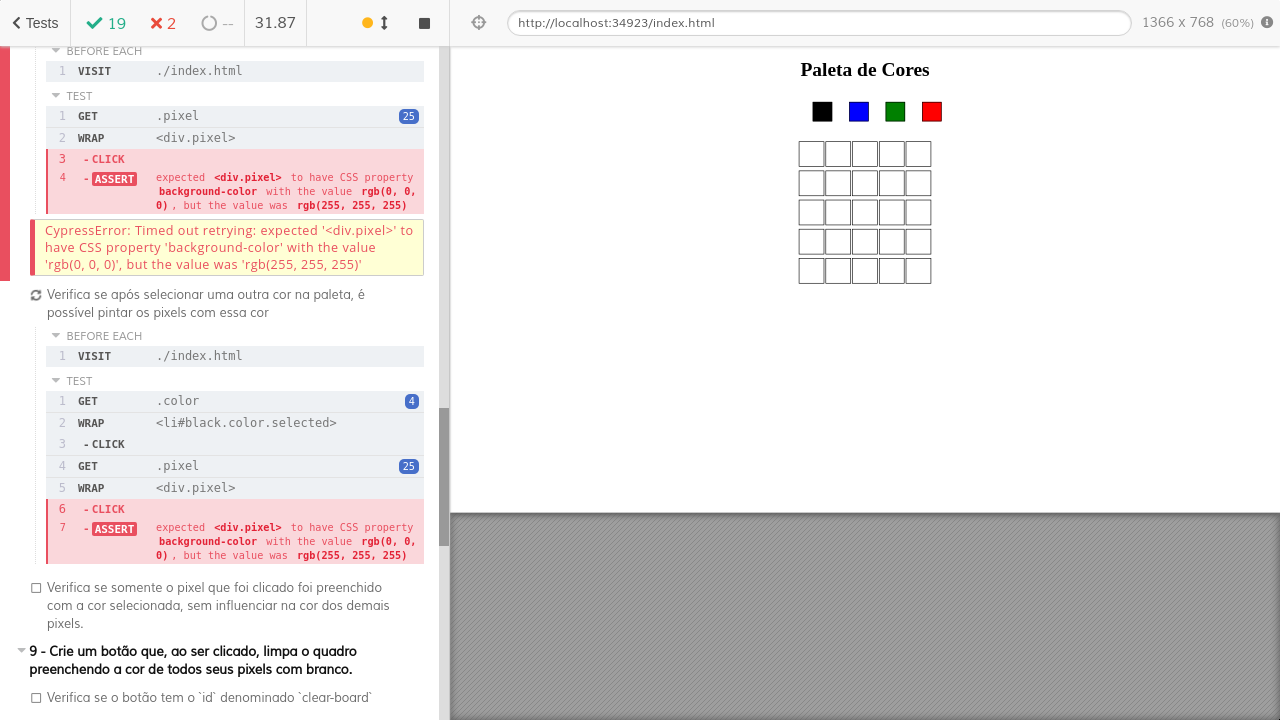 Tests 19 2 -- 31.87 http://localhost:34923/index.html 1366 x 768 (60%)
BEFORE EACH
1 VISIT ./index.html
TEST
1 GET .pixel 25
2 WRAP <div.pixel>
3 - CLICK
4 - ASSERT expected <div.pixel> to have CSS property
background-color with the value rgb(0, 0,
0) , but the value was rgb(255, 255, 255)
CypressError: Timed out retrying: expected '<div.pixel>' to
have CSS property 'background-color' with the value
'rgb(0, 0, 0)', but the value was 'rgb(255, 255, 255)'
Verifica se após selecionar uma outra cor na paleta, é
possível pintar os pixels com essa cor
BEFORE EACH
1 VISIT ./index.html
TEST
1 GET .color 4
2 WRAP <li#black.color.selected>
3 - CLICK
4 GET .pixel 25
5 WRAP <div.pixel>
6 - CLICK
7 - ASSERT expected <div.pixel> to have CSS property
background-color with the value rgb(0, 0,
0) , but the value was rgb(255, 255, 255)
Verifica se somente o pixel que foi clicado foi preenchido
com a cor selecionada, sem influenciar na cor dos demais
pixels.
9 - Crie um botão que, ao ser clicado, limpa o quadro
preenchendo a cor de todos seus pixels com branco.
Verifica se o botão tem o `id` denominado `clear-board`
Paleta de Cores